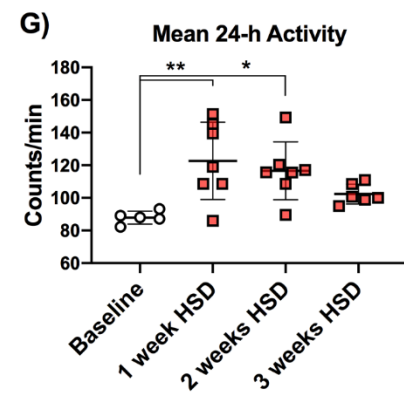 G)
Mean 24-h Activity
Counts/min
180
160
140
120
100
80
60
**
*
Baseline
1 week HSD
2 weeks HSD
3 weeks HSD